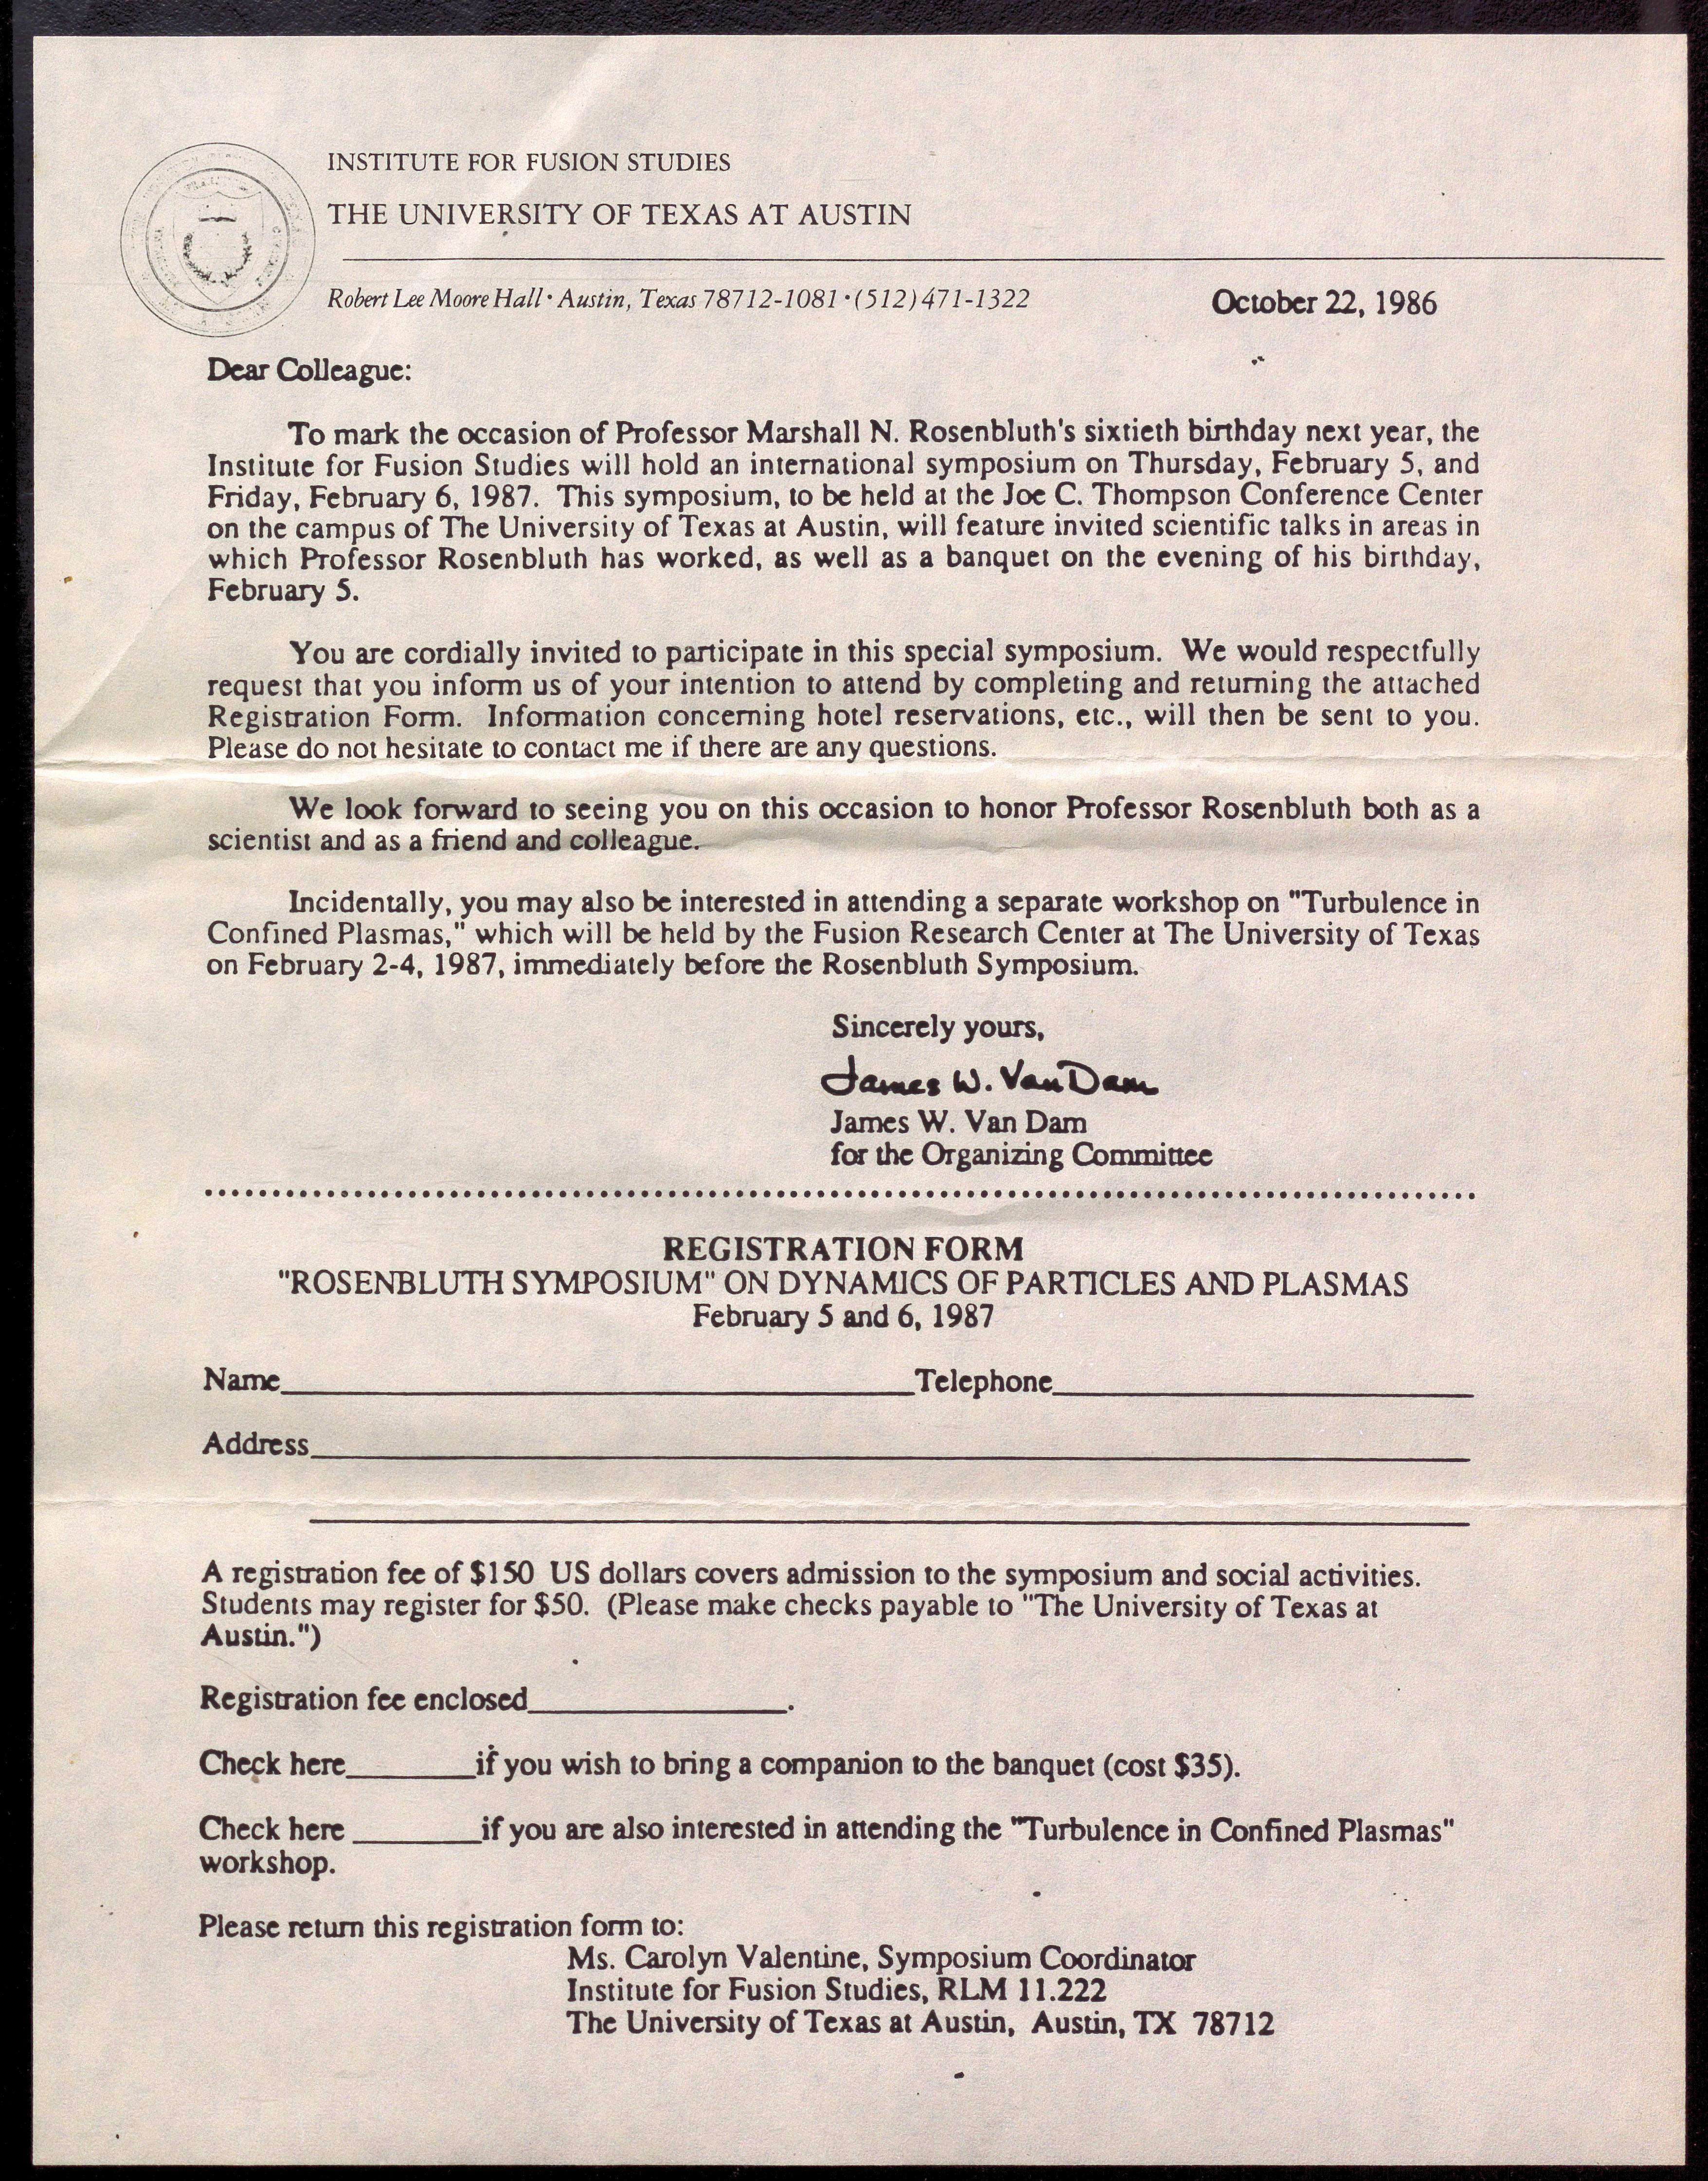 INSTITUTE FOR FUSION STUDIES
THE UNIVERSITY OF TEXAS AT AUSTIN
Robert Lee Moore Hall · Austin, Texas 78712-1081 · (512) 471-1322
October 22, 1986
Dear Colleague:
To mark the occasion of Professor Marshall N. Rosenbluth's sixtieth birthday next year, the
Institute for Fusion Studies will hold an international symposium on Thursday, February 5, and
Friday, February 6, 1987. This symposium, to be held at the Joe C. Thompson Conference Center
on the campus of The University of Texas at Austin, will feature invited scientific talks in areas in
which Professor Rosenbluth has worked, as well as a banquet on the evening of his birthday,
February 5.
You are cordially invited to participate in this special symposium. We would respectfully
request that you inform us of your intention to attend by completing and returning the attached
Registration Form. Information concerning hotel reservations, etc., will then be sent to you.
Please do not hesitate to contact me if there are any questions.
We look forward to seeing you on this occasion to honor Professor Rosenbluth both as a
scientist and as a friend and colleague.
Incidentally, you may also be interested in attending a separate workshop on "Turbulence in
Confined Plasmas," which will be held by the Fusion Research Center at The University of Texas
on February 2-4, 1987, immediately before the Rosenbluth Symposium.
Sincerely yours,
James W. Van Dam
James W. Van Dam
for the Organizing Committee
REGISTRATION FORM
"ROSENBLUTH SYMPOSIUM" ON DYNAMICS OF PARTICLES AND PLASMAS
February 5 and 6, 1987
Name____________________Telephone____________________
Address____________________
A registration fee of $150 US dollars covers admission to the symposium and social activities.
Students may register for $50. (Please make checks payable to "The University of Texas at
Austin.")
Registration fee enclosed____________________.
Check here________if you wish to bring a companion to the banquet (cost $35).
Check here ________if you are also interested in attending the "Turbulence in Confined Plasmas"
workshop.
Please return this registration form to:
Ms. Carolyn Valentine, Symposium Coordinator
Institute for Fusion Studies, RLM 11.222
The University of Texas at Austin, Austin, TX 78712